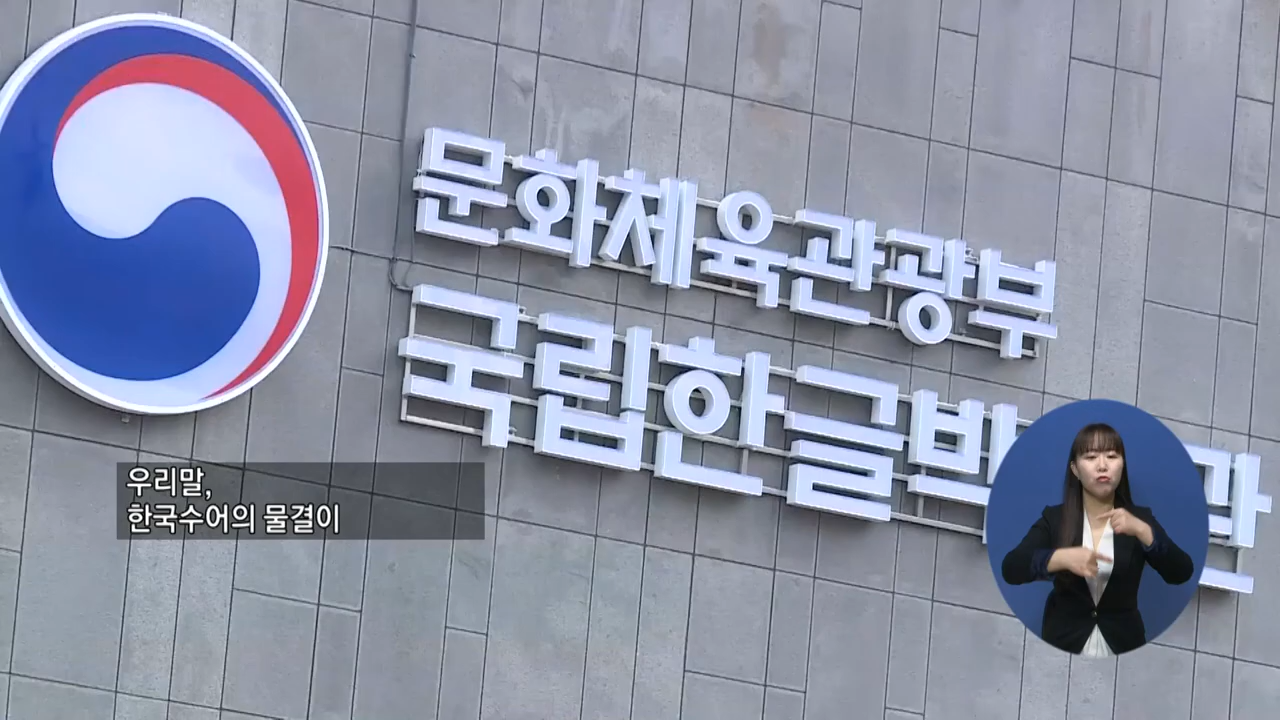 문화체육관광부
국립한글박
우리말,
한국수어의 물결이